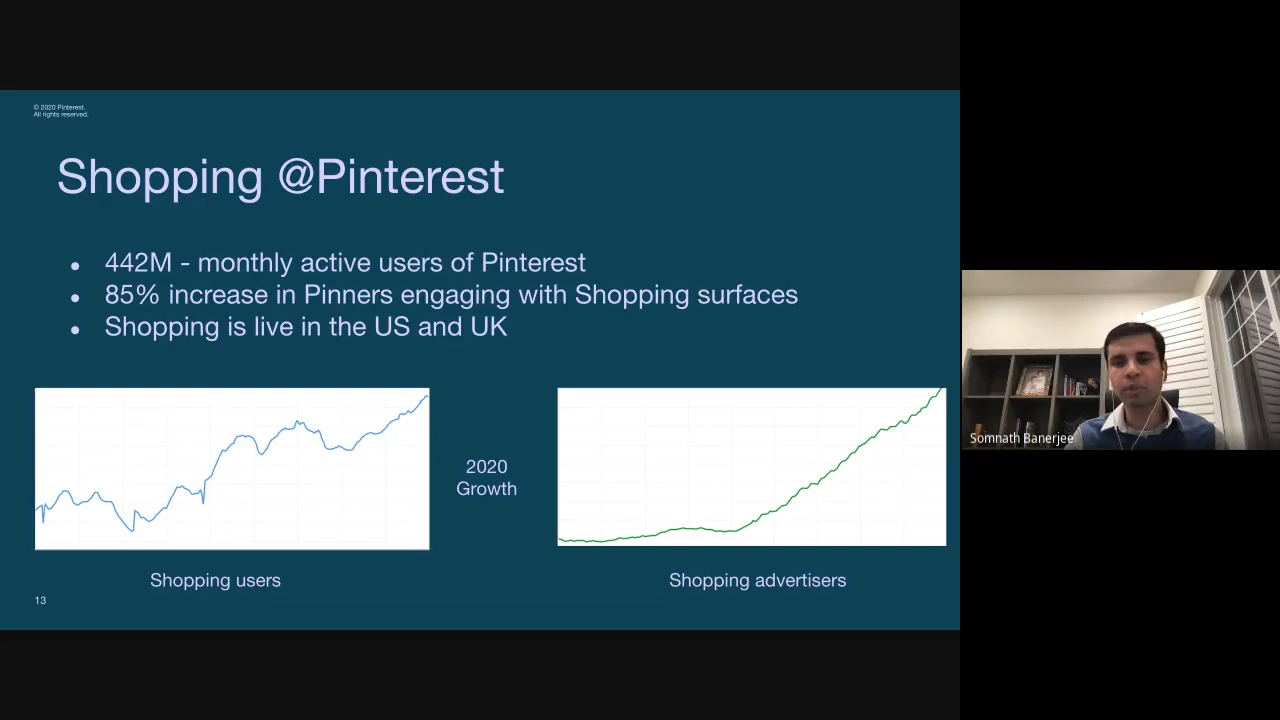 © 2020 Pinterest.
All rights reserved.
Shopping @Pinterest
● 442M - monthly active users of Pinterest
● 85% increase in Pinners engaging with Shopping surfaces
● Shopping is live in the US and UK
2020
Growth
Shopping users
Shopping advertisers
13
Somnath Banerjee